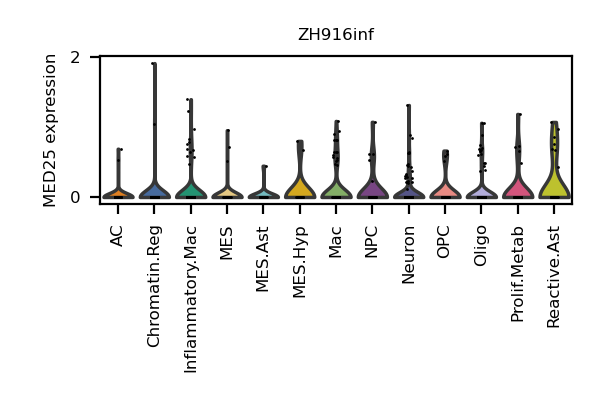 ZH916inf
MED25 expression
2
0
AC
Chromatin.Reg
Inflammatory.Mac
MES
MES.Ast
MES.Hyp
Mac
NPC
Neuron
OPC
Oligo
Prolif.Metab
Reactive.Ast